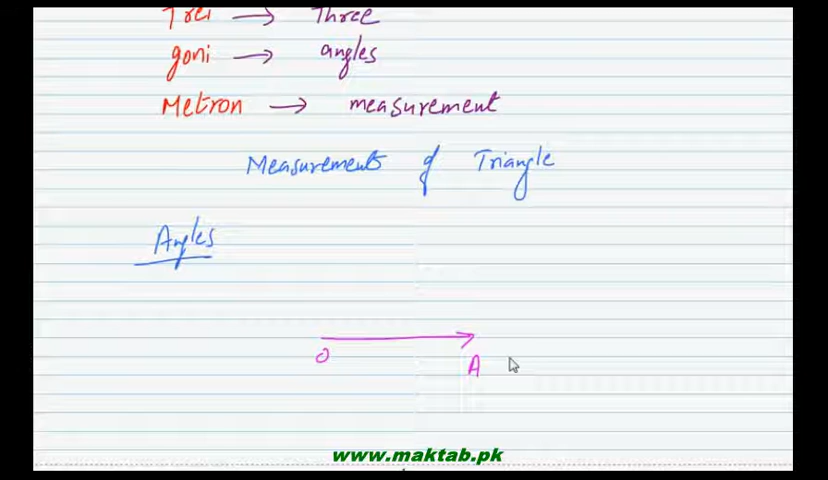 Trei → Three
goni → angles
Metron → measurement
Measurements of Triangle
Angles
O A
www.maktab.pk